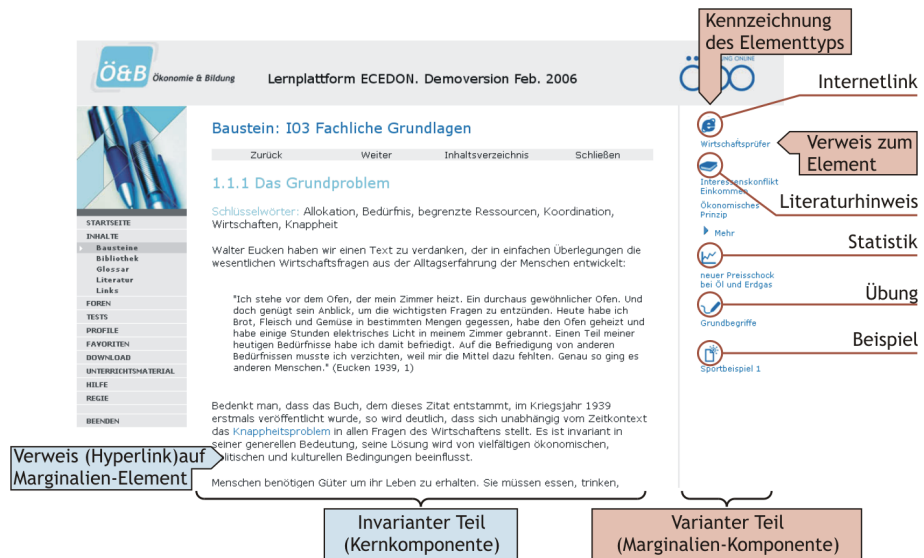 Kennzeichnung
des Elementtyps
Ö&B Ökonomie & Bildung
Lernplattform ECEDON. Demoversion Feb. 2006
ONLINE
Internetlink
Baustein: I03 Fachliche Grundlagen
Zurück Weiter Inhaltsverzeichnis Schließen
Wirtschaftsprüfer
Verweis zum
Element
1.1.1 Das Grundproblem
Interessenskonflikt
Einkommen
Literaturhinweis
Schlüsselwörter: Allokation, Bedürfnis, begrenzte Ressourcen, Koordination,
Wirtschaften, Knappheit
Ökonomisches
Prinzip
Mehr
Statistik
STARTSEITE
INHALTE
Bausteine
Bibliothek
Glossar
Literatur
Links
FOREN
TESTS
PROFILE
FAVORITEN
DOWNLOAD
UNTERRICHTSMATERIAL
HILFE
REGIE
BEENDEN
Walter Eucken haben wir einen Text zu verdanken, der in einfachen Überlegungen die
wesentlichen Wirtschaftsfragen aus der Alltagserfahrung der Menschen entwickelt:
neuer Preisschock
bei Öl und Erdgas
Übung
"Ich stehe vor dem Ofen, der mein Zimmer heizt. Ein durchaus gewöhnlicher Ofen. Und
doch genügt sein Anblick, um die wichtigsten Fragen zu entzünden. Heute habe ich
Brot, Fleisch und Gemüse in bestimmten Mengen gegessen, habe den Ofen geheizt und
habe einige Stunden elektrisches Licht in meinem Zimmer gebrannt. Einen Teil meiner
heutigen Bedürfnisse habe ich damit befriedigt. Auf die Befriedigung von anderen
Bedürfnissen musste ich verzichten, weil mir die Mittel dazu fehlten. Genau so ging es
anderen Menschen." (Eucken 1939, 1)
Grundbegriffe
Beispiel
Sportbeispiel 1
Bedenkt man, dass das Buch, dem dieses Zitat entstammt, im Kriegsjahr 1939
erstmals veröffentlicht wurde, so wird deutlich, dass sich unabhängig vom Zeitkontext
das Knappheitsproblem in allen Fragen des Wirtschaftens stellt. Es ist invariant in
seiner generellen Bedeutung, seine Lösung wird von vielfältigen ökonomischen,
politischen und kulturellen Bedingungen beeinflusst.
Verweis (Hyperlink)auf
Marginalien-Element
Menschen benötigen Güter um ihr Leben zu erhalten. Sie müssen essen, trinken,
Invarianter Teil
(Kernkomponente)
Varianter Teil
(Marginalien-Komponente)